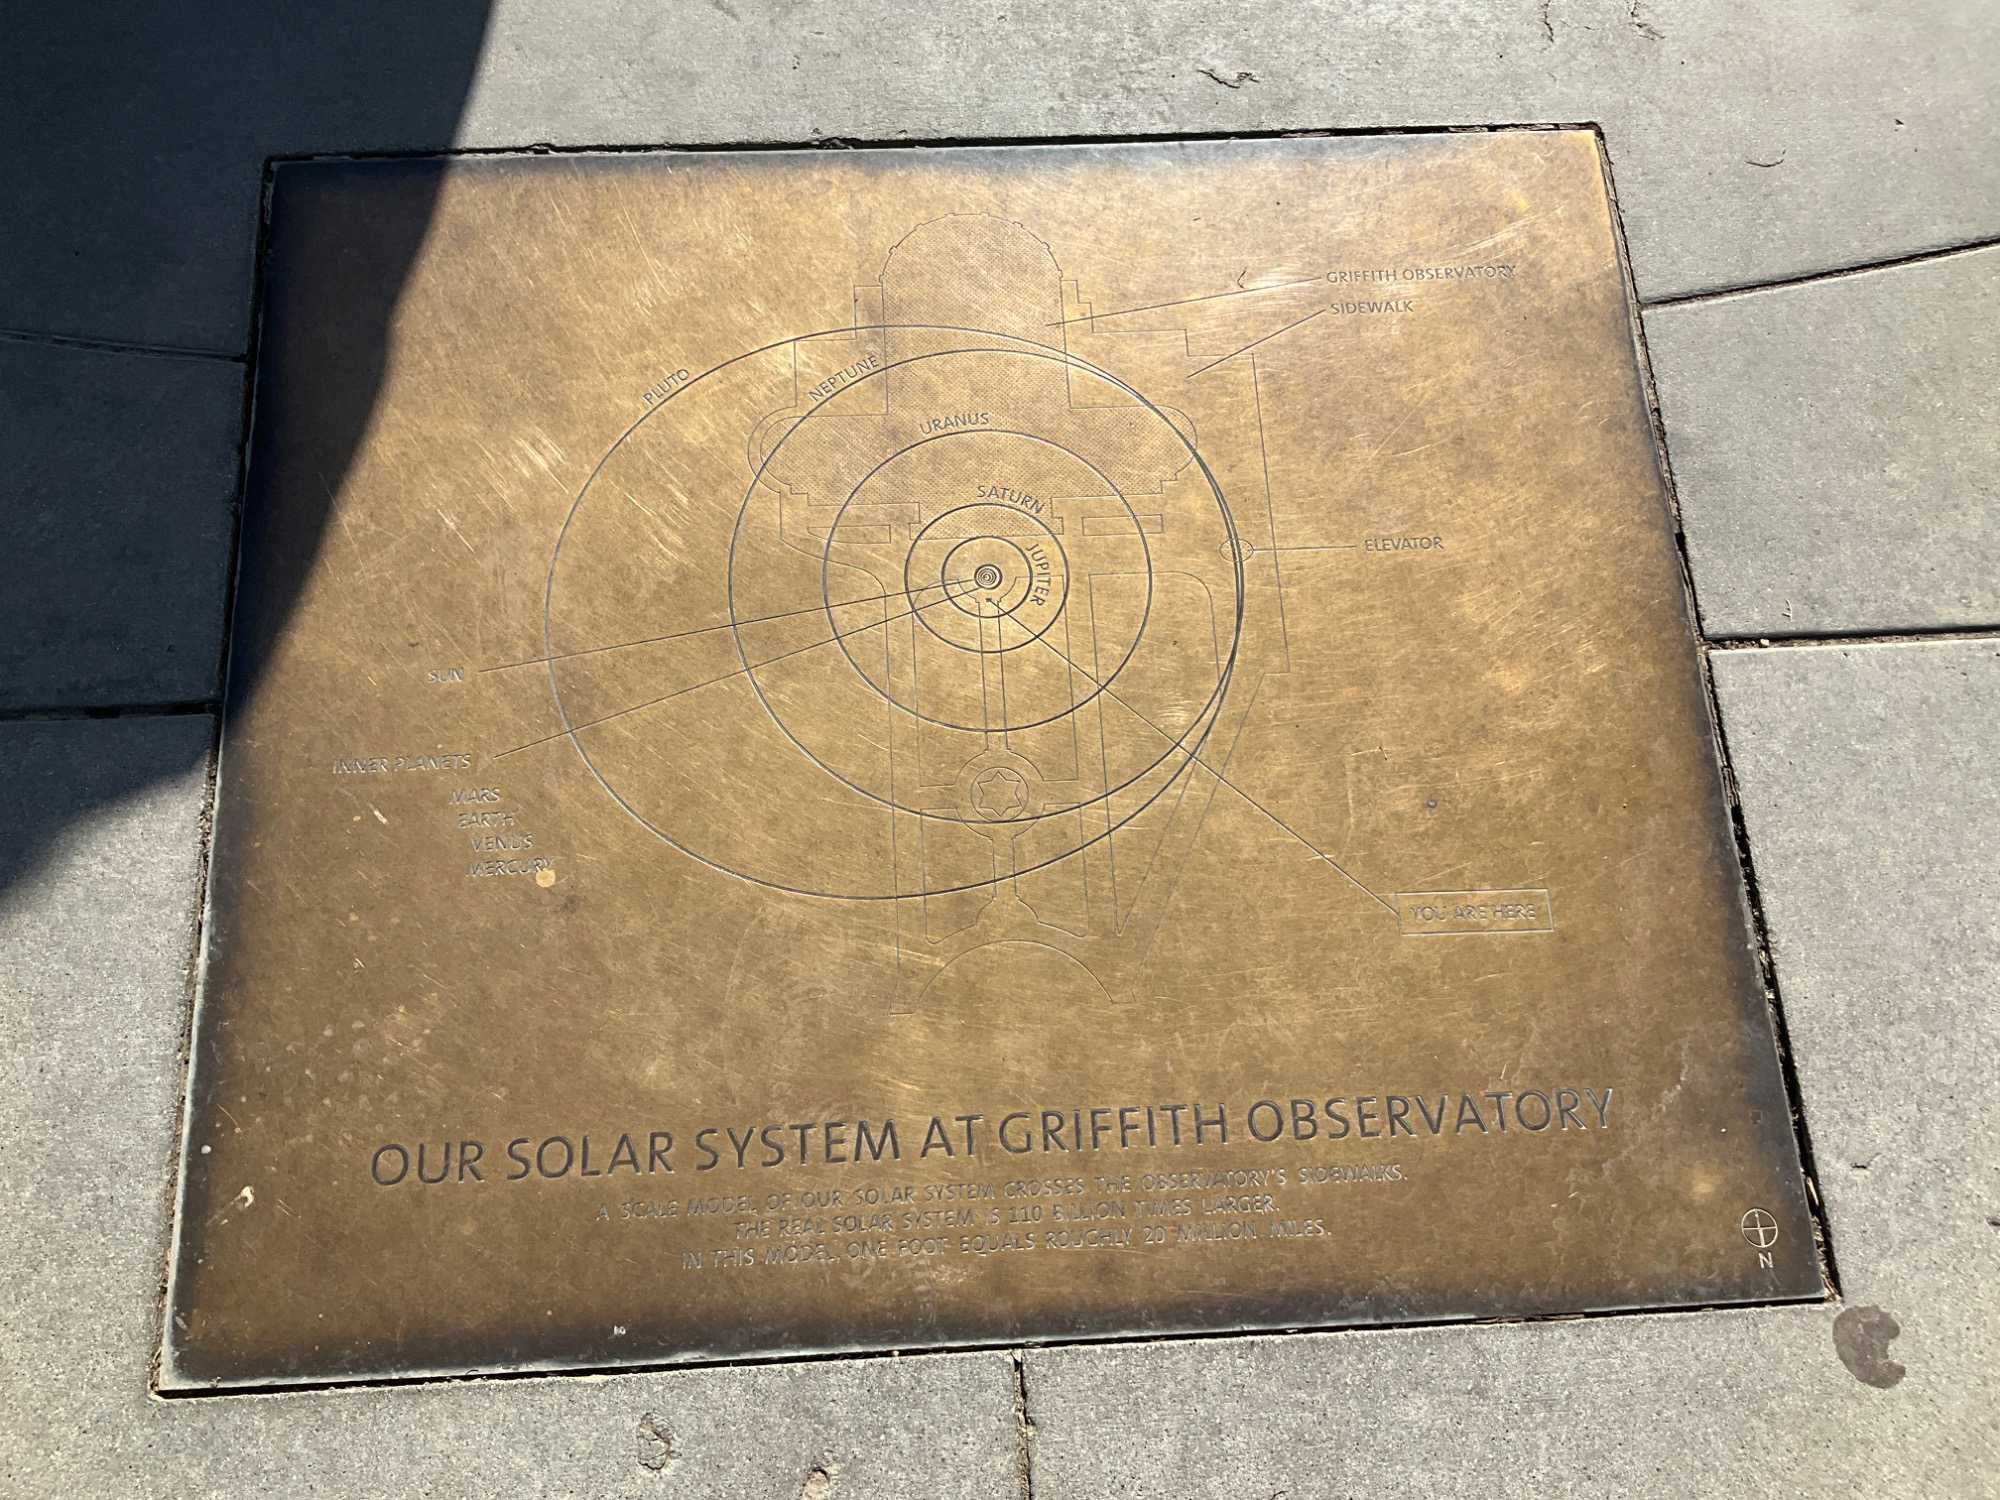 GRIFFITH OBSERVATORY
SIDEWALK
PLUTO
NEPTUNE
URANUS
SATURN
JUPITER
ELEVATOR
SUN
INNER PLANETS
MARS
EARTH
VENUS
MERCURY
YOU ARE HERE
OUR SOLAR SYSTEM AT GRIFFITH OBSERVATORY
A SCALE MODEL OF OUR SOLAR SYSTEM CROSSES THE OBSERVATORY'S SIDEWALKS.
THE REAL SOLAR SYSTEM IS 110 BILLION TIMES LARGER.
IN THIS MODEL, ONE FOOT EQUALS ROUGHLY 20 MILLION MILES.
N